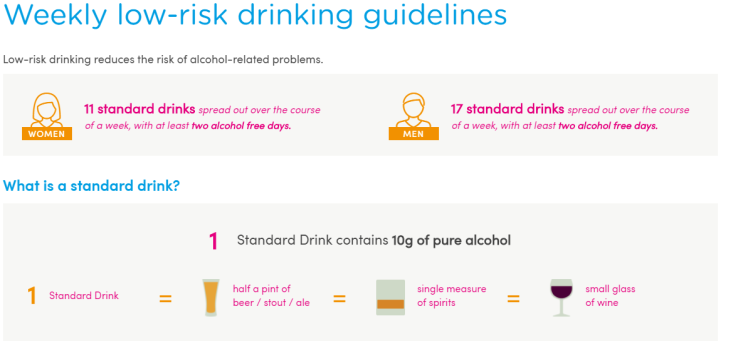 Weekly low-risk drinking guidelines
Low-risk drinking reduces the risk of alcohol-related problems.
WOMEN
11 standard drinks spread out over the course
of a week, with at least two alcohol free days.
MEN
17 standard drinks spread out over the course
of a week, with at least two alcohol free days.
What is a standard drink?
1 Standard Drink contains 10g of pure alcohol
1 Standard Drink
=
half a pint of
beer / stout / ale
=
single measure
of spirits
=
small glass
of wine